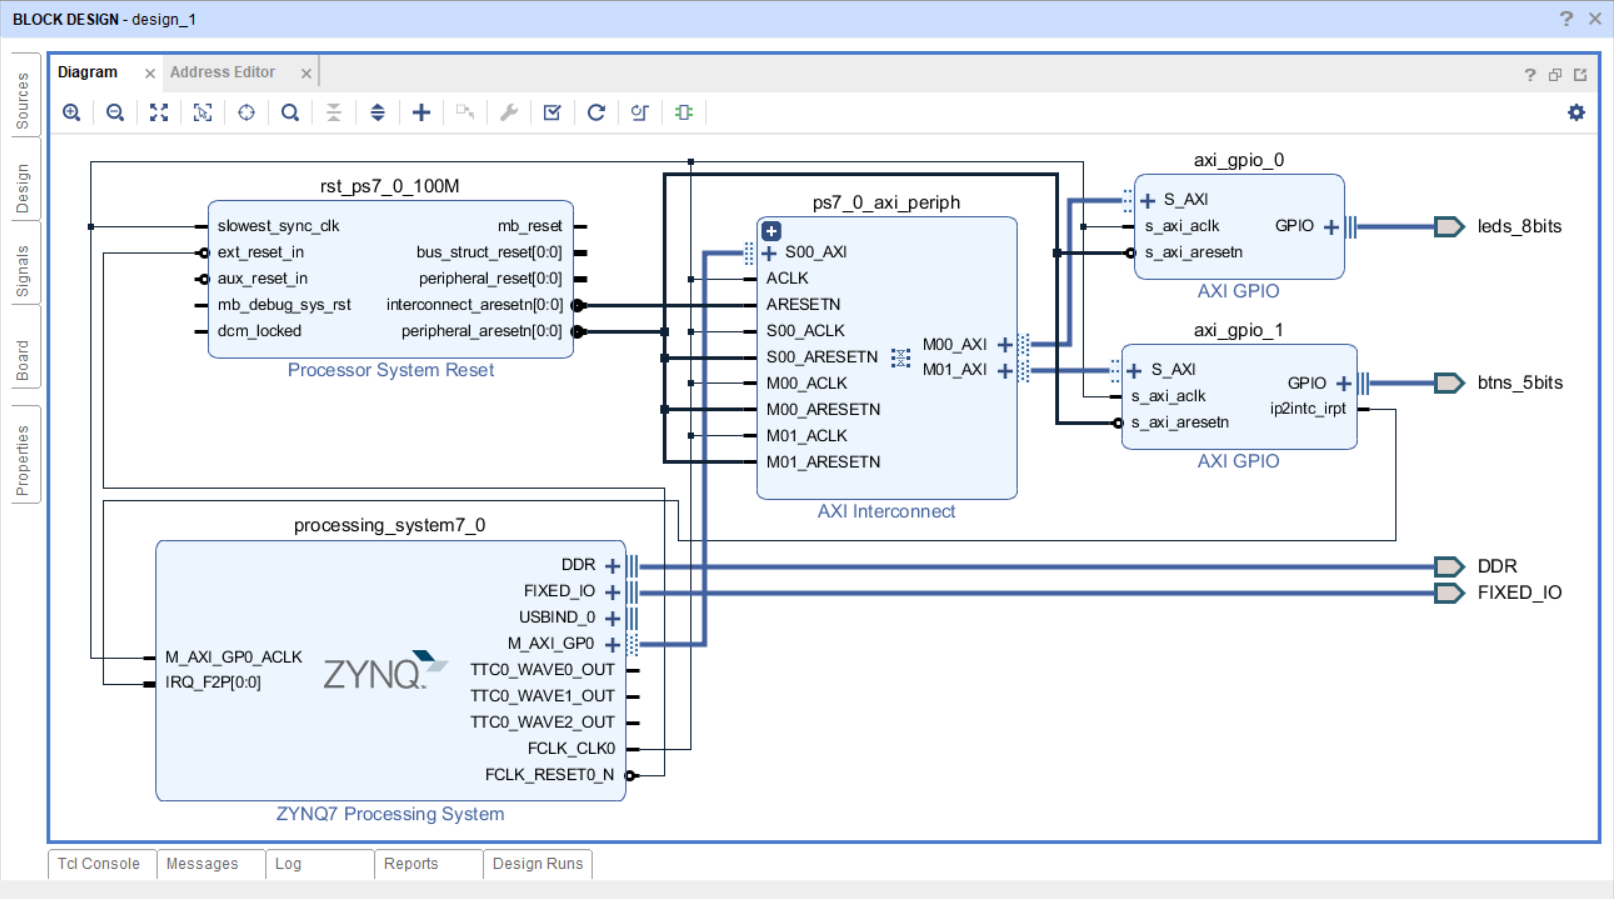 BLOCK DESIGN - design_1
Sources
Design
Signals
Board
Properties
Diagram
Address Editor
rst_ps7_0_100M
slowest_sync_clk
ext_reset_in
aux_reset_in
mb_debug_sys_rst
dcm_locked
mb_reset
bus_struct_reset[0:0]
peripheral_reset[0:0]
interconnect_aresetn[0:0]
peripheral_aresetn[0:0]
Processor System Reset
ps7_0_axi_periph
S00_AXI
ACLK
ARESETN
S00_ACLK
S00_ARESETN
M00_ACLK
M00_ARESETN
M01_ACLK
M01_ARESETN
M00_AXI
M01_AXI
AXI Interconnect
axi_gpio_0
S_AXI
s_axi_aclk
s_axi_aresetn
GPIO
AXI GPIO
leds_8bits
axi_gpio_1
S_AXI
s_axi_aclk
s_axi_aresetn
GPIO
ip2intc_irpt
AXI GPIO
btns_5bits
processing_system7_0
M_AXI_GP0_ACLK
IRQ_F2P[0:0]
ZYNQ
DDR
FIXED_IO
USBIND_0
M_AXI_GP0
TTC0_WAVE0_OUT
TTC0_WAVE1_OUT
TTC0_WAVE2_OUT
FCLK_CLK0
FCLK_RESET0_N
ZYNQ7 Processing System
DDR
FIXED_IO
Tcl Console
Messages
Log
Reports
Design Runs